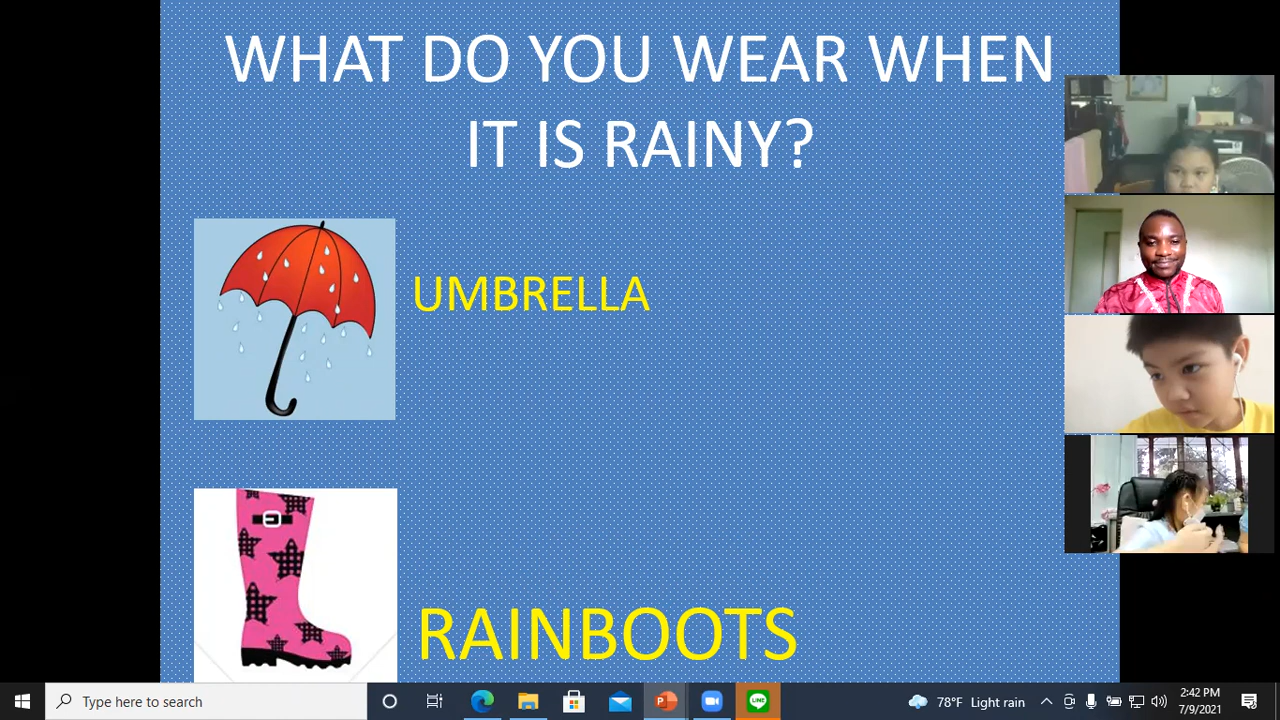 WHAT DO YOU WEAR WHEN
IT IS RAINY?
UMBRELLA
RAINBOOTS
Type here to search
LINE
78°F Light rain
2:42 PM
7/9/2021